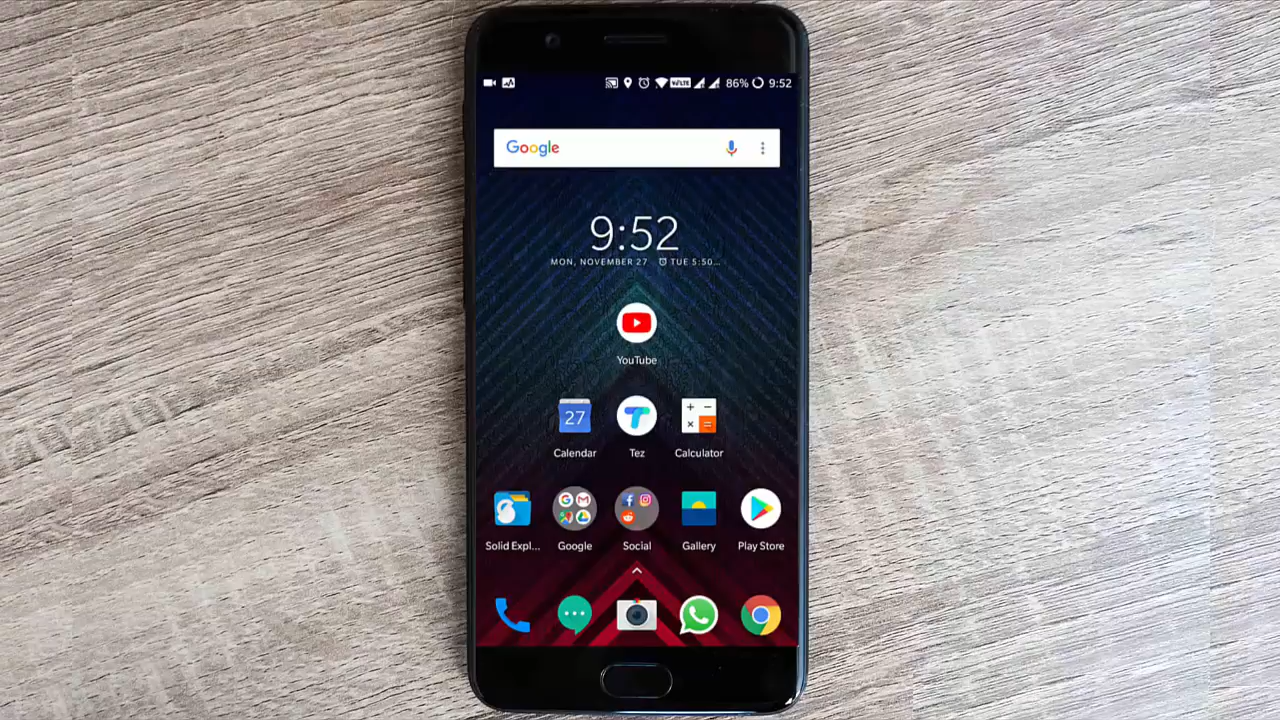 VoLTE 86% 9:52
Google
9:52
MON, NOVEMBER 27 TUE 5:50...
YouTube
27
Calendar Tez Calculator
Solid Expl... Google Social Gallery Play Store